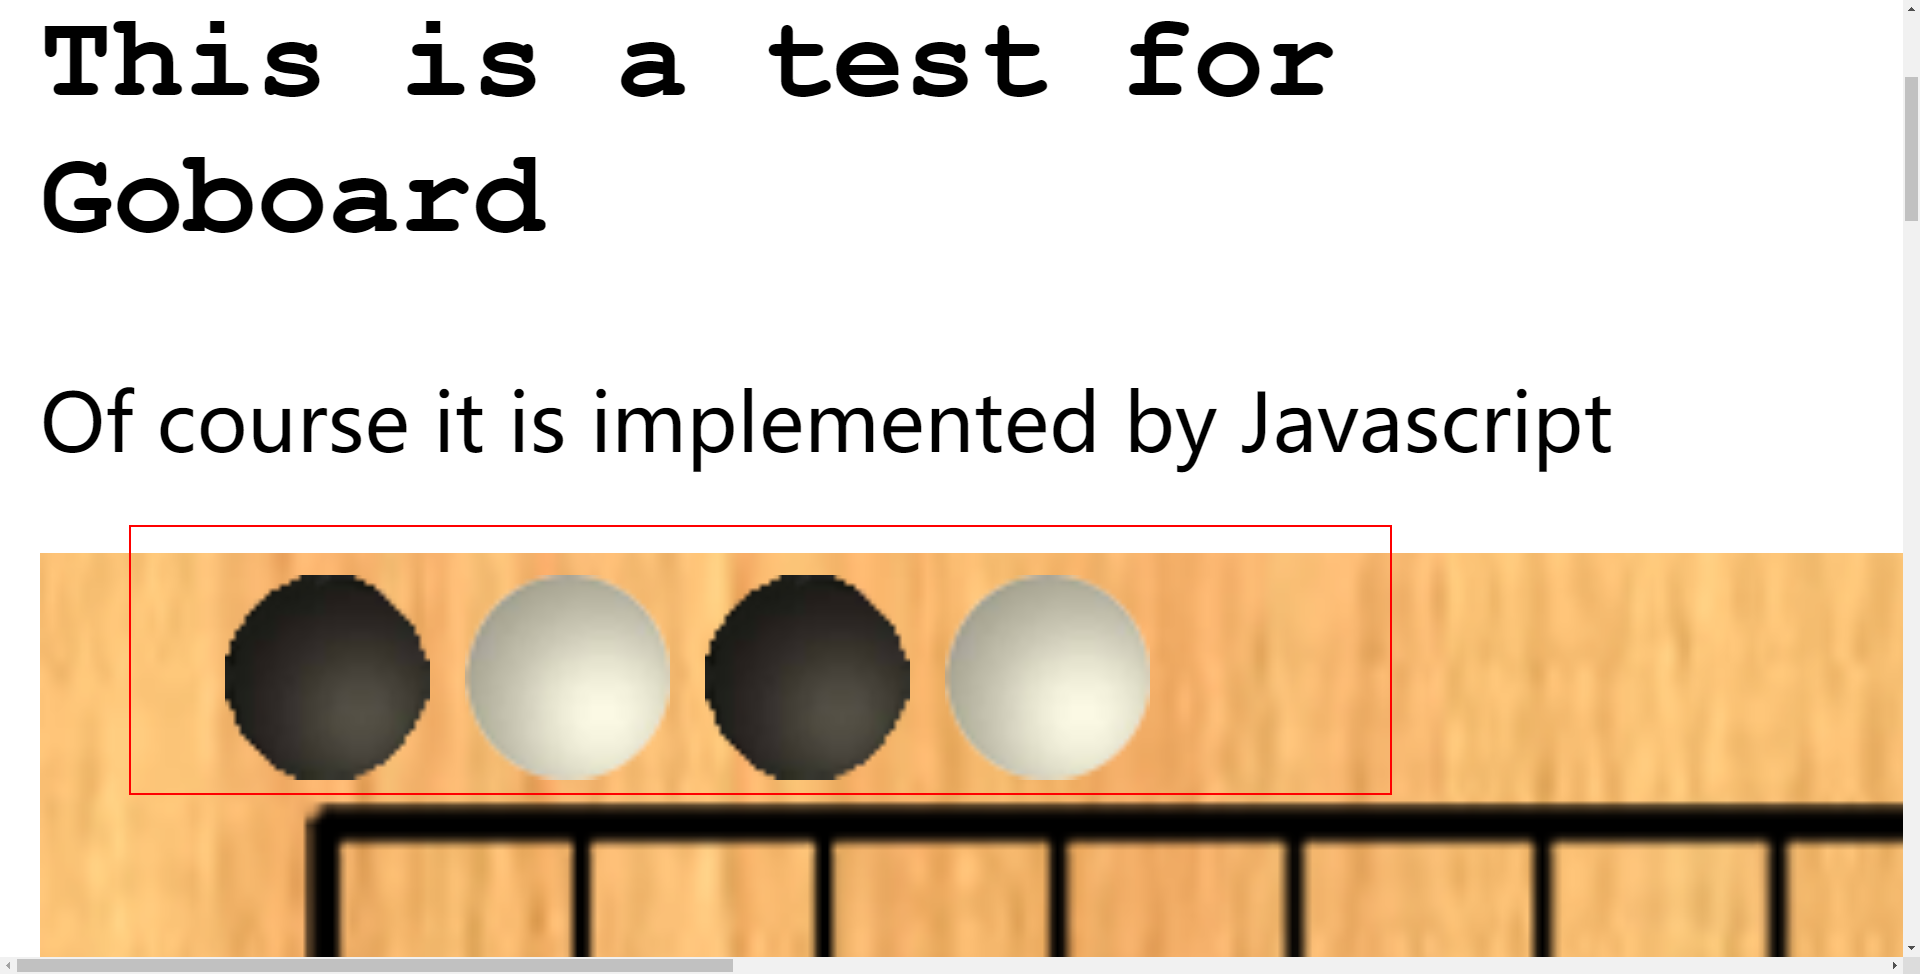 This is a test for
Goboard
Of course it is implemented by Javascript